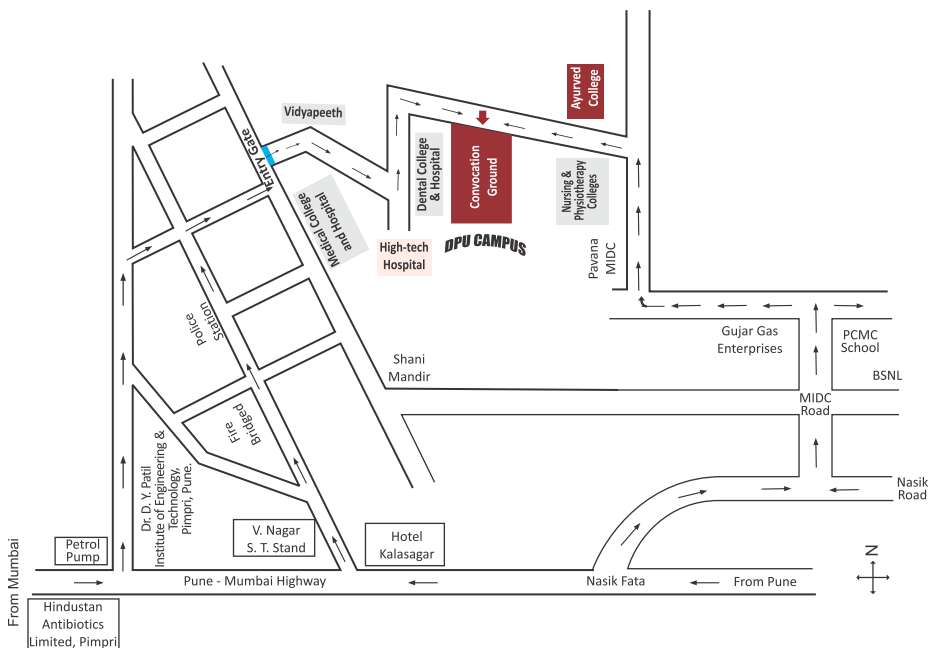 Ayurved
College
Vidyapeeth
Entry Gate
Dental College
& Hospital
Convocation
Ground
Nursing &
Physiotherapy
Colleges
Medical College
and Hospital
High-tech
Hospital
DPU CAMPUS
Pavana
MIDC
Police
Station
Gujar Gas
Enterprises
PCMC
School
Shani
Mandir
BSNL
MIDC
Road
Fire
Bridged
Dr. D. Y. Patil
Institute of Engineering &
Technology,
Pimpri, Pune.
Nasik
Road
V. Nagar
S. T. Stand
Hotel
Kalasagar
Petrol
Pump
N
From Mumbai
Pune - Mumbai Highway
Nasik Fata
From Pune
Hindustan
Antibiotics
Limited, Pimpri